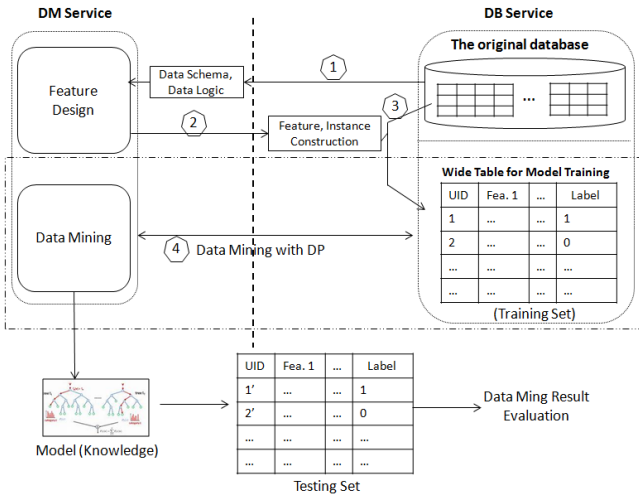 DM Service
DB Service
The original database
Feature
Design
Data Schema,
Data Logic
1
...
2
Feature, Instance
Construction
3
Wide Table for Model Training
UID Fea. 1 ... Label
1 ... ... 1
2 ... ... 0
... ... ... ...
... ... ... ...
(Training Set)
Data Mining
4 Data Mining with DP
UID Fea. 1 ... Label
1' ... ... 1
2' ... ... 0
... ... ... ...
... ... ... ...
Testing Set
Model (Knowledge)
Data Ming Result
Evaluation